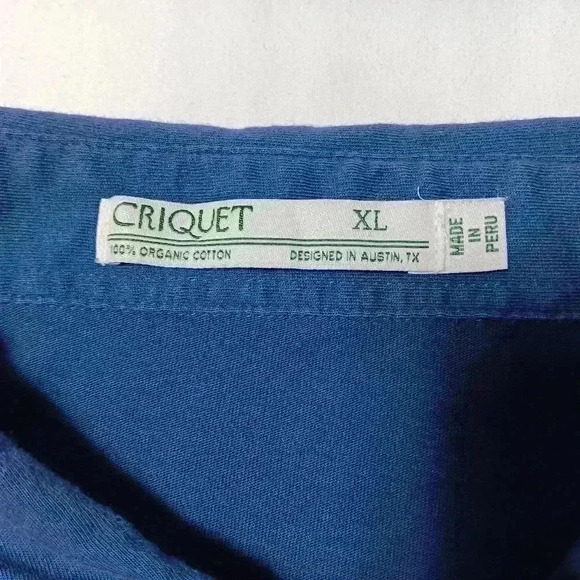 CRIQUET XL
100% ORGANIC COTTON DESIGNED IN AUSTIN, TX
MADE
IN
PERU